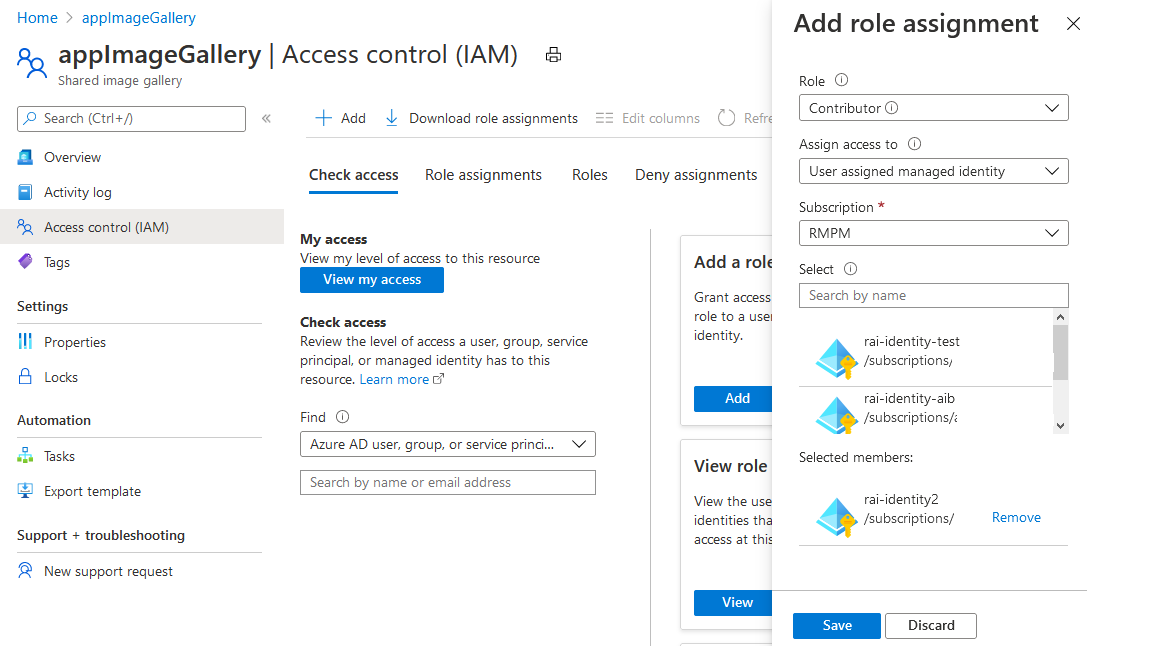 Home > appImageGallery
appImageGallery | Access control (IAM)
Shared image gallery
Search (Ctrl+/)
«
Overview
Activity log
Access control (IAM)
Tags
Settings
Properties
Locks
Automation
Tasks
Export template
Support + troubleshooting
New support request
Add
Download role assignments
Edit columns
Refre
Check access
Role assignments
Roles
Deny assignments
My access
View my level of access to this resource
View my access
Check access
Review the level of access a user, group, service
principal, or managed identity has to this
resource. Learn more
Find
Azure AD user, group, or service princi...
Search by name or email address
Add a role
Grant access
role to a user
identity.
Add
View role
View the use
identities tha
access at this
View
Add role assignment
Role
Contributor
Assign access to
User assigned managed identity
Subscription *
RMPM
Select
Search by name
rai-identity-test
/subscriptions/
rai-identity-aib
/subscriptions/a
Selected members:
rai-identity2
/subscriptions/
Remove
Save
Discard